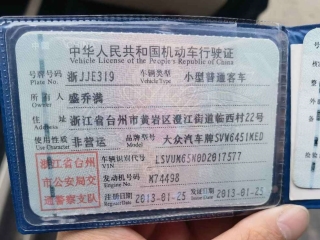 中华人民共和国机动车行驶证
Vehicle License of the People's Republic of China
号牌号码 浙JJE319 车辆类型 小型普通客车
Plate No. Vehicle Type
所有人 盛乔满
Owner
住址 浙江省台州市黄岩区澄江街道临西村22号
Address
使用性质 非营运 品牌型号 大众汽车牌SVW6451MED
Use Character Model
浙江省台州 车辆识别代号
VIN
市公安局交 发动机号码 M74498
Engine No.
通警察支队 注册日期 2013-01-25 发证日期 2013-01-25
Register Date Issue Date